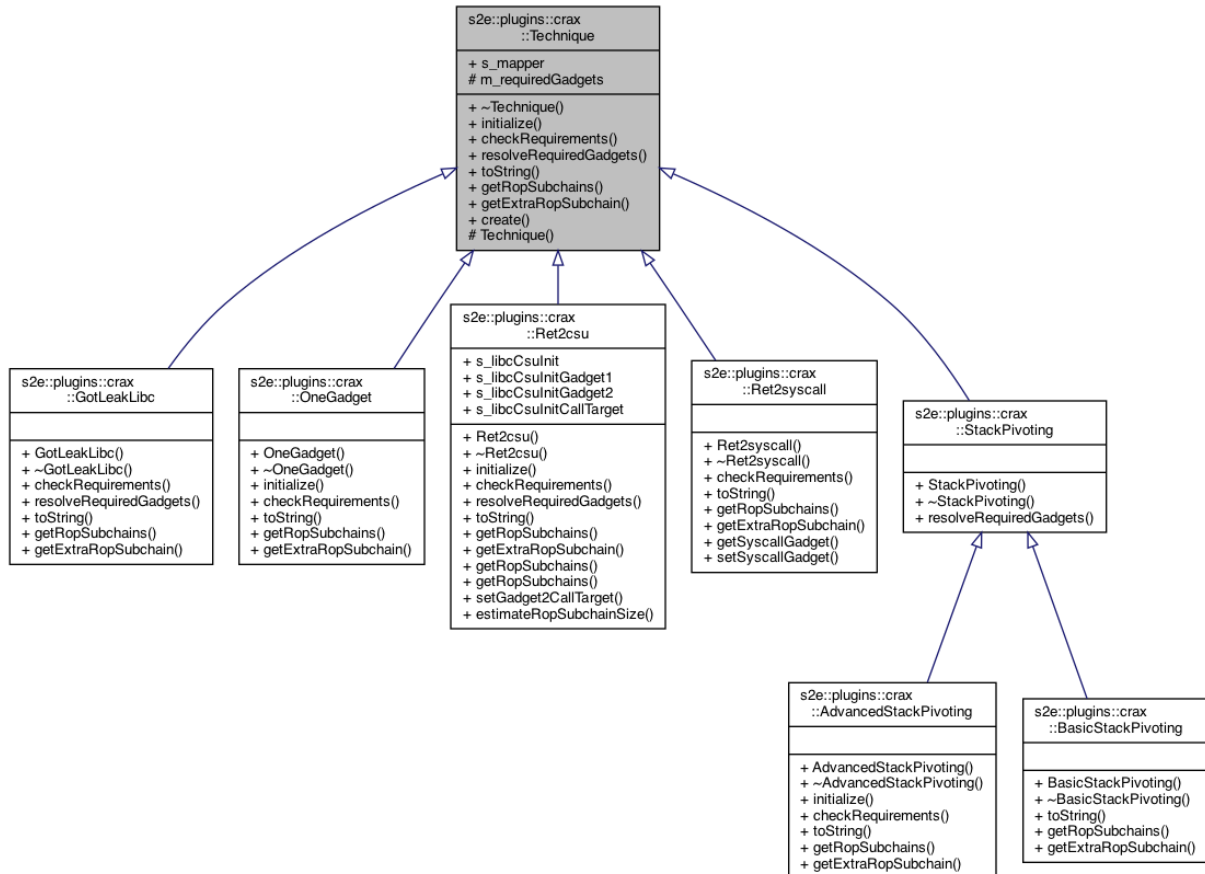 s2e::plugins::crax
::Technique
+ s_mapper
# m_requiredGadgets
+ ~Technique()
+ initialize()
+ checkRequirements()
+ resolveRequiredGadgets()
+ toString()
+ getRopSubchains()
+ getExtraRopSubchain()
+ create()
# Technique()
s2e::plugins::crax
::GotLeakLibc
+ GotLeakLibc()
+ ~GotLeakLibc()
+ checkRequirements()
+ resolveRequiredGadgets()
+ toString()
+ getRopSubchains()
+ getExtraRopSubchain()
s2e::plugins::crax
::OneGadget
+ OneGadget()
+ ~OneGadget()
+ initialize()
+ checkRequirements()
+ toString()
+ getRopSubchains()
+ getExtraRopSubchain()
s2e::plugins::crax
::Ret2csu
+ s_libcCsuInit
+ s_libcCsuInitGadget1
+ s_libcCsuInitGadget2
+ s_libcCsuInitCallTarget
+ Ret2csu()
+ ~Ret2csu()
+ initialize()
+ checkRequirements()
+ resolveRequiredGadgets()
+ toString()
+ getRopSubchains()
+ getExtraRopSubchain()
+ getRopSubchains()
+ getRopSubchains()
+ setGadget2CallTarget()
+ estimateRopSubchainSize()
s2e::plugins::crax
::Ret2syscall
+ Ret2syscall()
+ ~Ret2syscall()
+ checkRequirements()
+ toString()
+ getRopSubchains()
+ getExtraRopSubchain()
+ getSyscallGadget()
+ setSyscallGadget()
s2e::plugins::crax
::StackPivoting
+ StackPivoting()
+ ~StackPivoting()
+ resolveRequiredGadgets()
s2e::plugins::crax
::AdvancedStackPivoting
+ AdvancedStackPivoting()
+ ~AdvancedStackPivoting()
+ initialize()
+ checkRequirements()
+ toString()
+ getRopSubchains()
+ getExtraRopSubchain()
s2e::plugins::crax
::BasicStackPivoting
+ BasicStackPivoting()
+ ~BasicStackPivoting()
+ toString()
+ getRopSubchains()
+ getExtraRopSubchain()